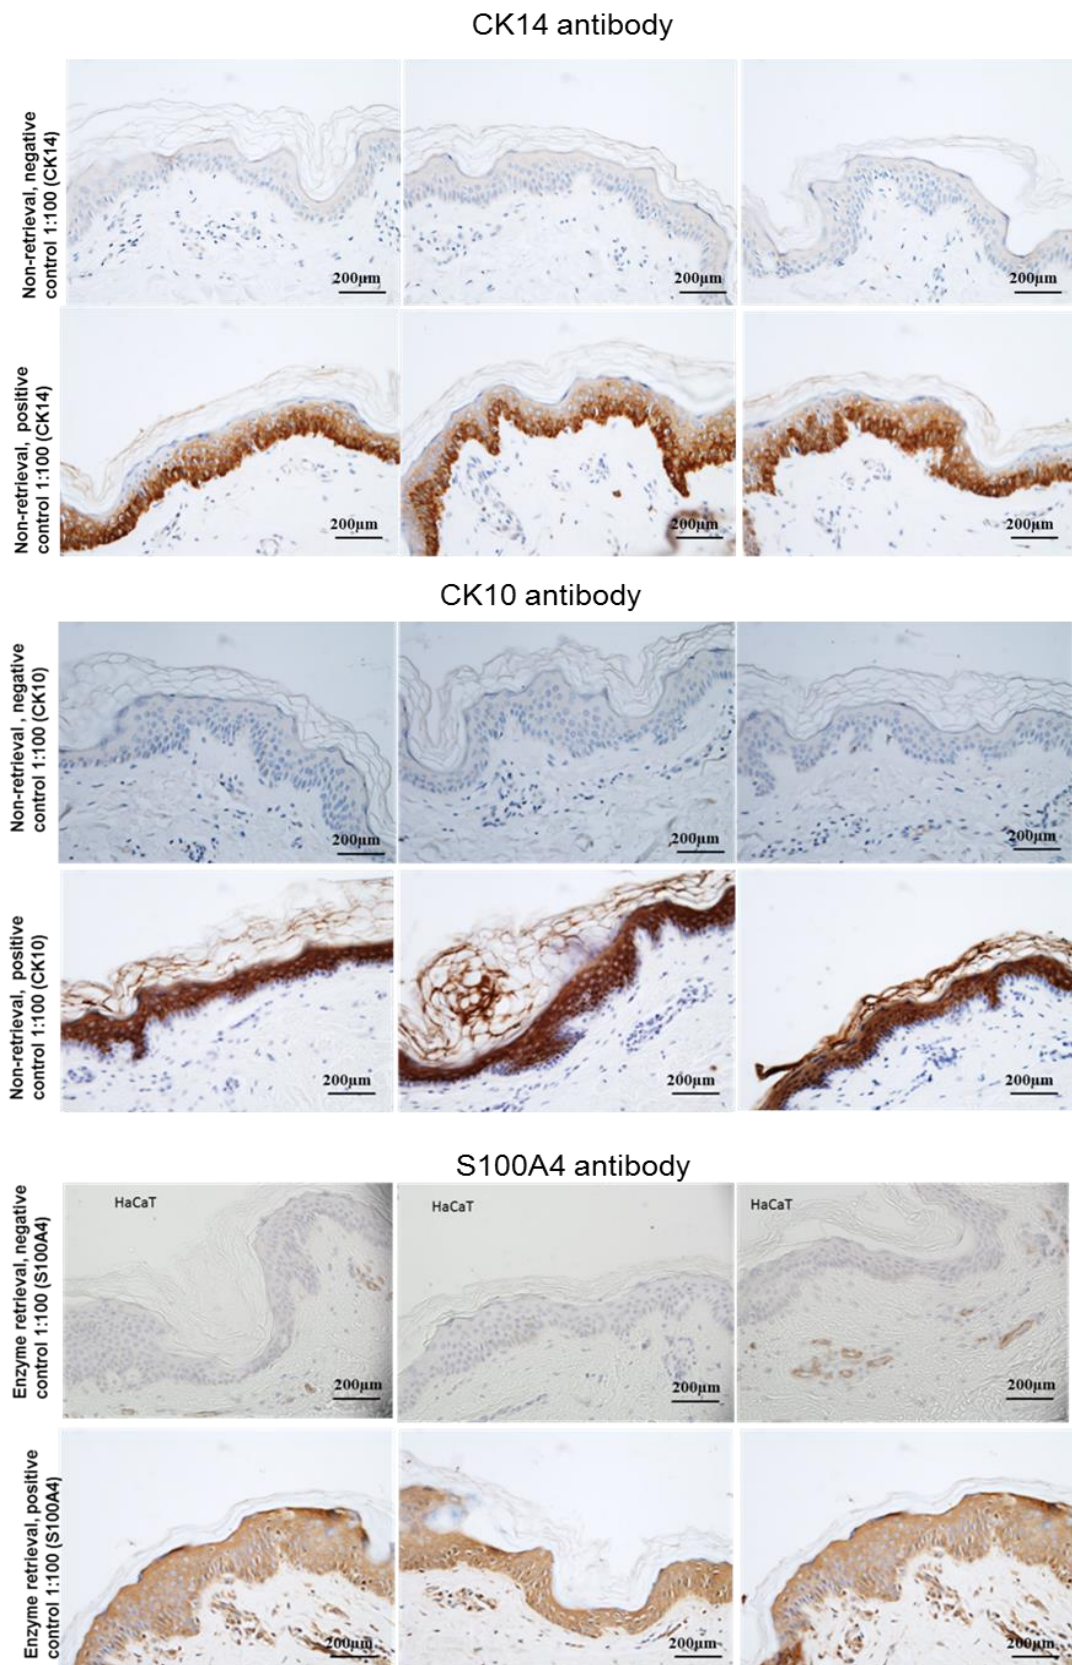 CK14 antibody
Non-retrieval, negative
control 1:100 (CK14)
200µm
200µm
200µm
Non-retrieval, positive
control 1:100 (CK14)
200µm
200µm
200µm
CK10 antibody
Non-retrieval, negative
control 1:100 (CK10)
200µm
200µm
200µm
Non-retrieval, positive
control 1:100 (CK10)
200µm
200µm
200µm
S100A4 antibody
Enzyme retrieval, negative
control 1:100 (S100A4)
HaCaT
HaCaT
HaCaT
200µm
200µm
200µm
Enzyme retrieval, positive
control 1:100 (S100A4)
200µm
200µm
200µm